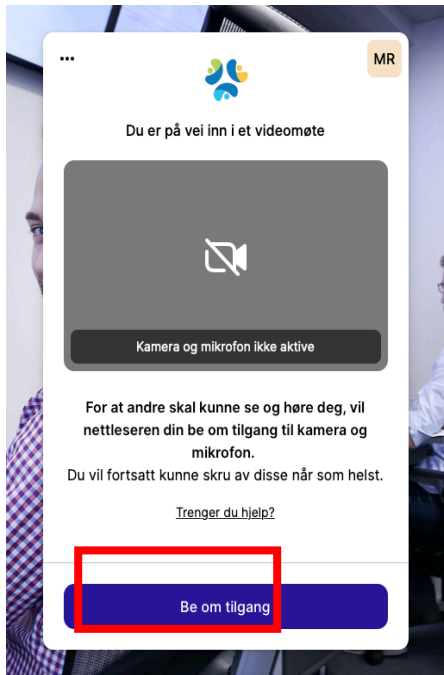 ...
MR
Du er på vei inn i et videomøte
Kamera og mikrofon ikke aktive
For at andre skal kunne se og høre deg, vil
nettleseren din be om tilgang til kamera og
mikrofon.
Du vil fortsatt kunne skru av disse når som helst.
Trenger du hjelp?
Be om tilgang